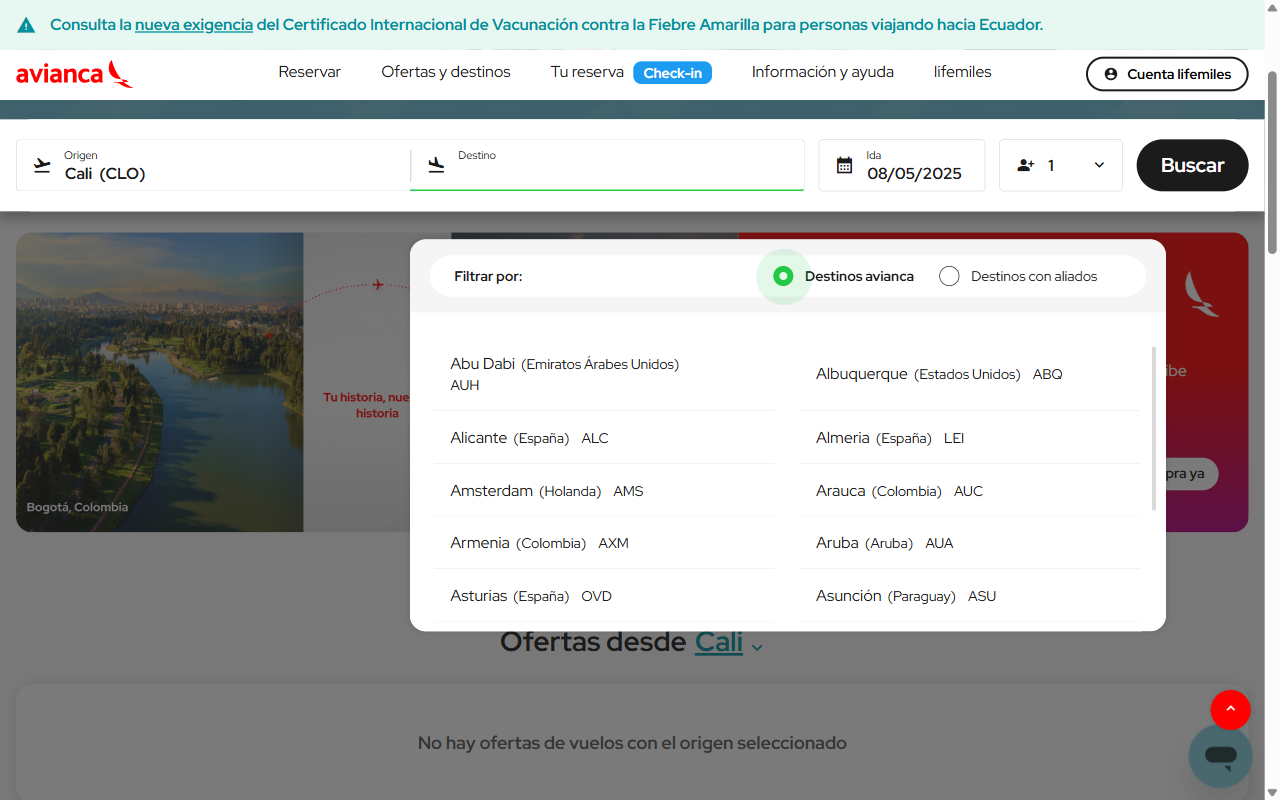 Consulta la nueva exigencia del Certificado Internacional de Vacunación contra la Fiebre Amarilla para personas viajando hacia Ecuador.
avianca
Reservar
Ofertas y destinos
Tu reserva
Check-in
Información y ayuda
lifemiles
Cuenta lifemiles
Origen
Cali (CLO)
Destino
Ida
08/05/2025
1
Buscar
Filtrar por:
Destinos avianca
Destinos con aliados
Abu Dabi (Emiratos Árabes Unidos)
AUH
Albuquerque (Estados Unidos) ABQ
Alicante (España) ALC
Almeria (España) LEI
Amsterdam (Holanda) AMS
Arauca (Colombia) AUC
Armenia (Colombia) AXM
Aruba (Aruba) AUA
Asturias (España) OVD
Asunción (Paraguay) ASU
Tu historia, nue
historia
Bogotá, Colombia
ibe
pra ya
Ofertas desde Cali
No hay ofertas de vuelos con el origen seleccionado